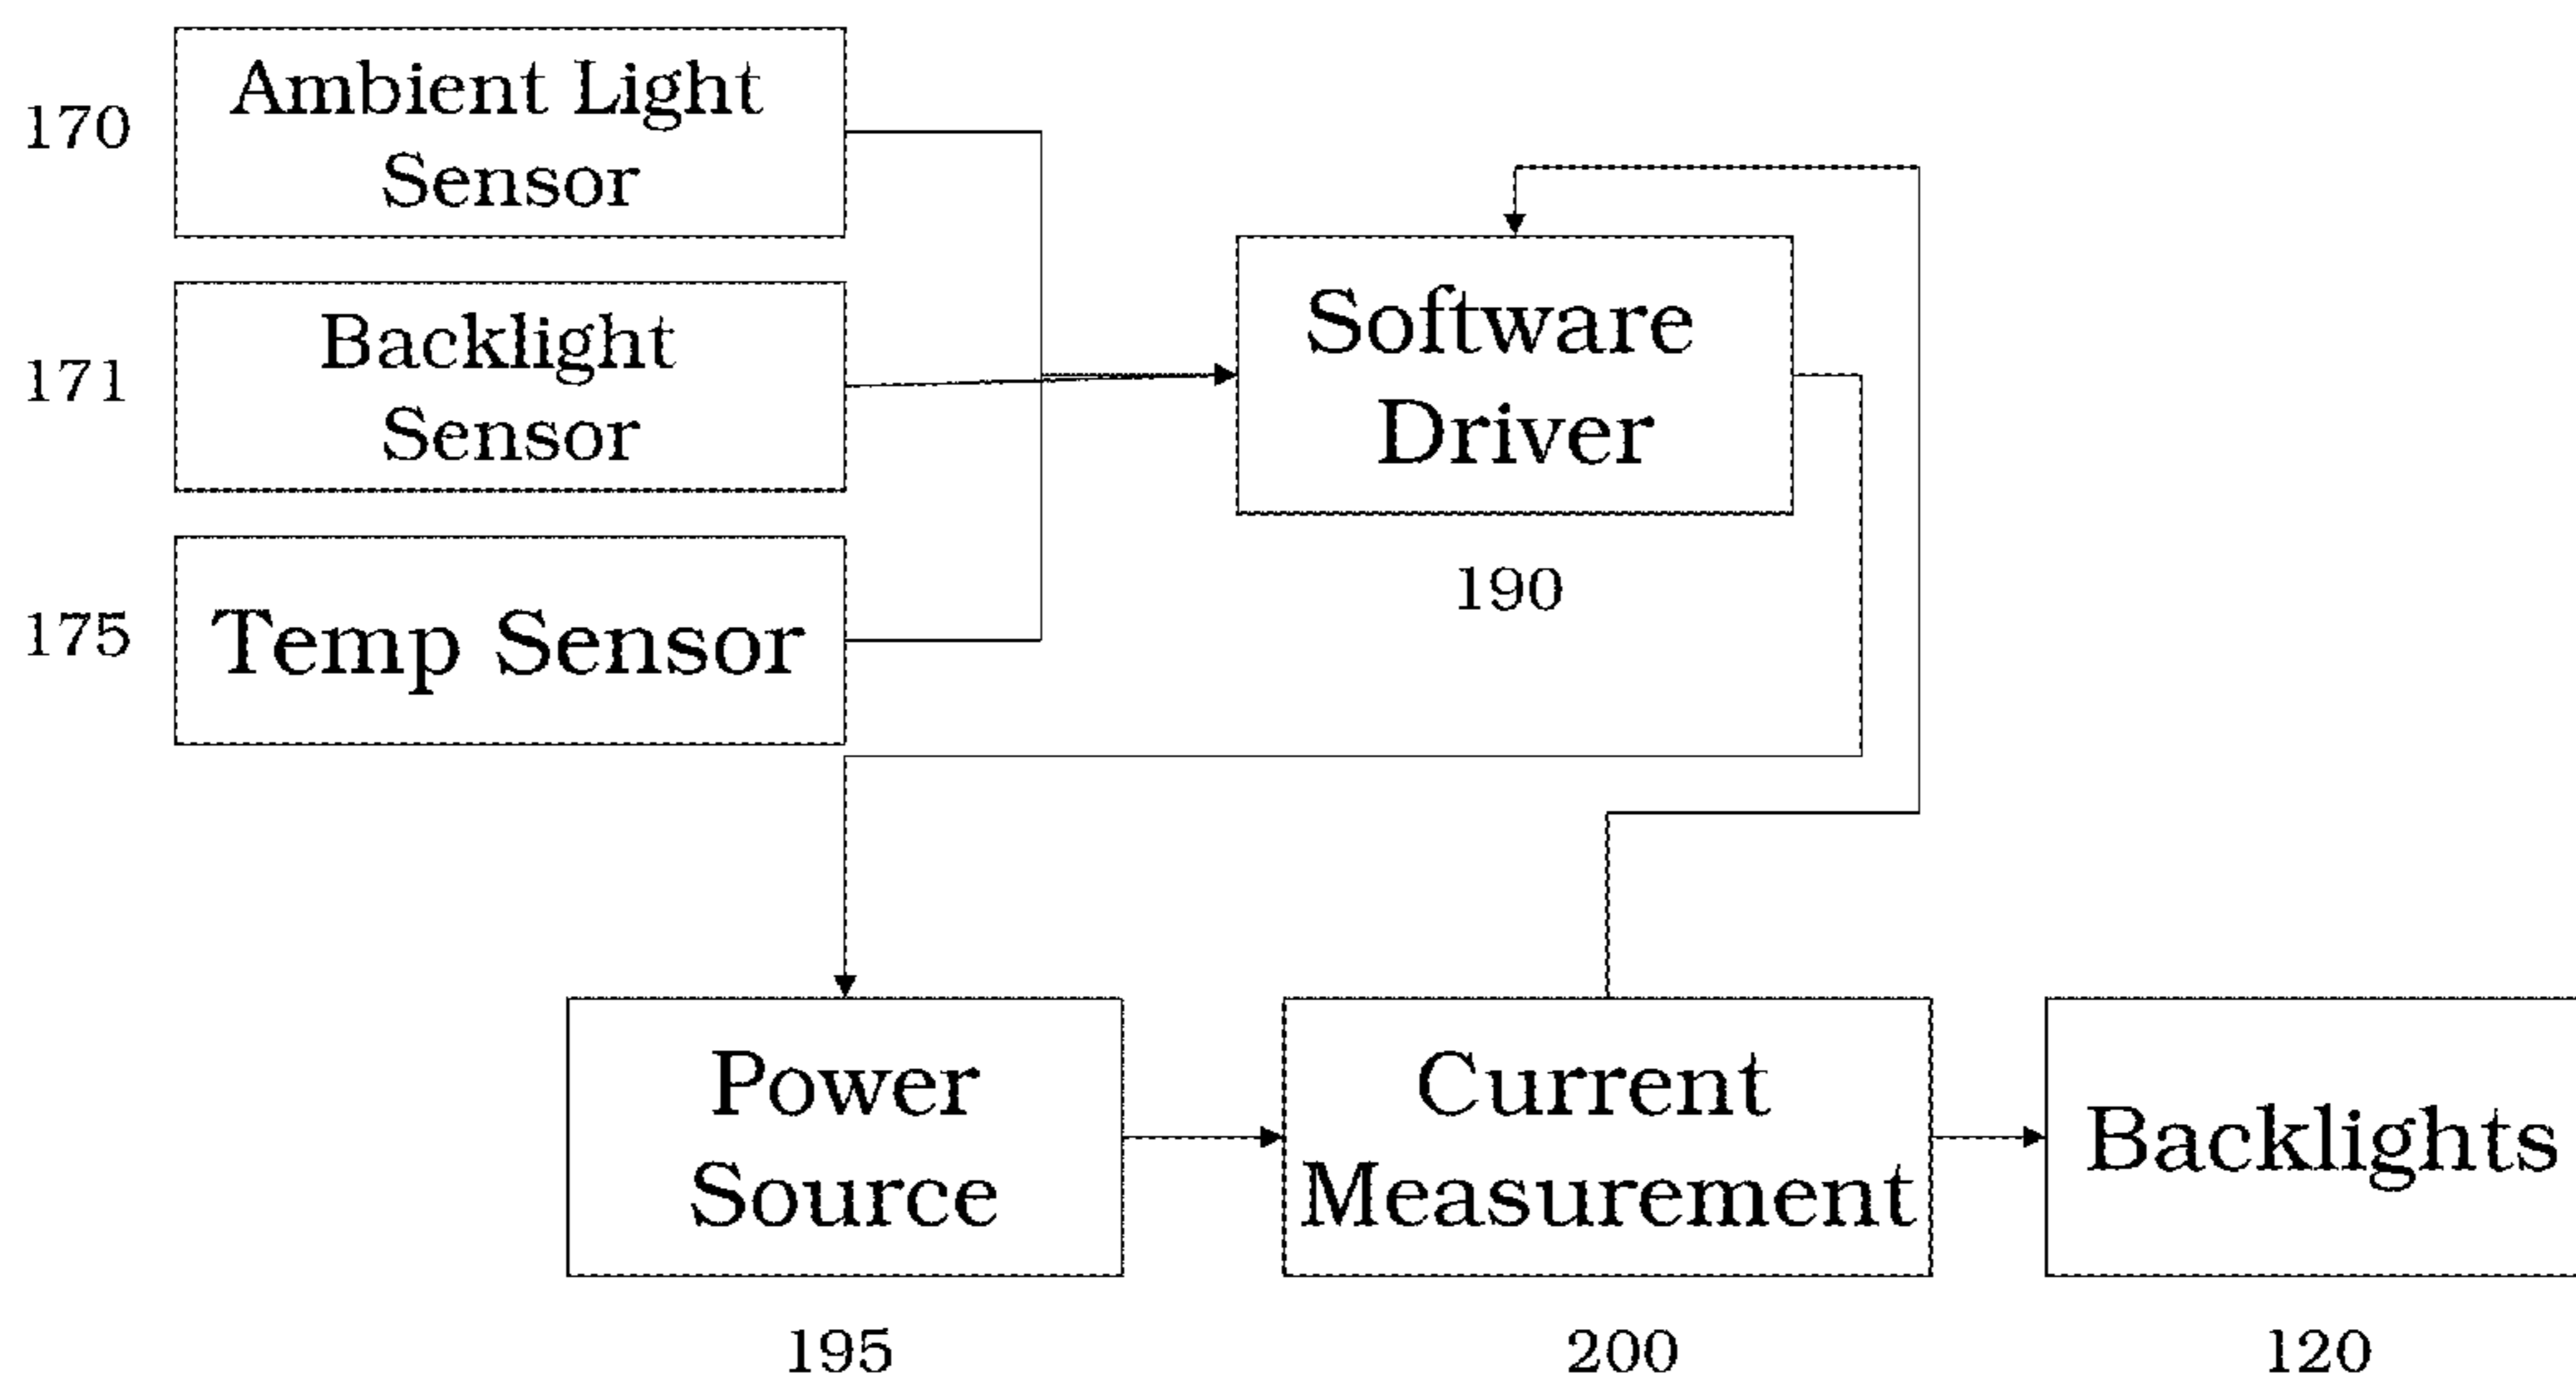 170
Ambient Light
Sensor
171
Backlight
Sensor
175
Temp Sensor
Software
Driver
190
Power
Source
195
Current
Measurement
200
Backlights
120